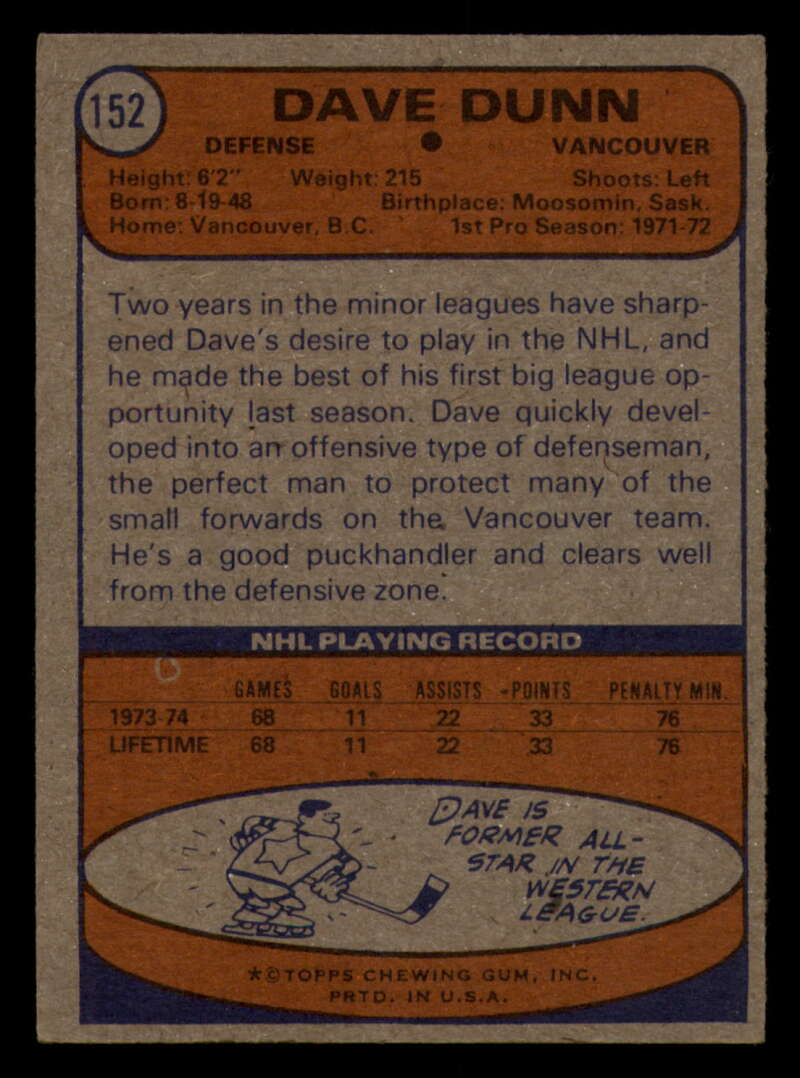 152
DAVE DUNN
DEFENSE ● VANCOUVER
Height: 6'2" Weight: 215 Shoots: Left
Born: 8-19-48 Birthplace: Moosomin, Sask.
Home: Vancouver, B.C. 1st Pro Season: 1971-72
Two years in the minor leagues have sharp-
ened Dave's desire to play in the NHL, and
he made the best of his first big league op-
portunity last season. Dave quickly devel-
oped into an offensive type of defenseman,
the perfect man to protect many of the
small forwards on the Vancouver team.
He's a good puckhandler and clears well
from the defensive zone.
NHL PLAYING RECORD
GAMES GOALS ASSISTS POINTS PENALTY MIN.
1973-74 68 11 22 33 76
LIFETIME 68 11 22 33 76
DAVE IS
FORMER ALL-
STAR IN THE
WESTERN
LEAGUE.
*©TOPPS CHEWING GUM, INC.
PRTD. IN U.S.A.